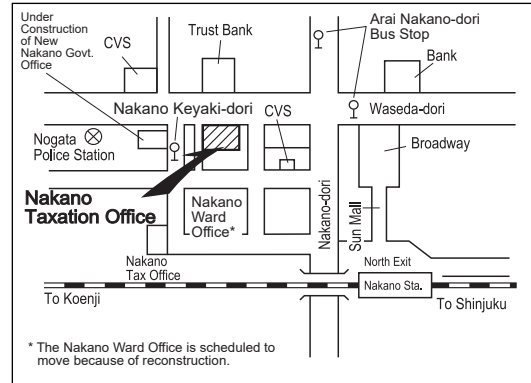 Under
Construction
of New
Nakano Govt.
Office
CVS
Trust Bank
Arai Nakano-dori
Bus Stop
Bank
Nakano Keyaki-dori
CVS
Waseda-dori
Nogata
Police Station
Broadway
Nakano
Taxation Office
Nakano
Ward
Office*
Nakano-dori
Sun Mall
Nakano
Tax Office
North Exit
Nakano Sta.
To Koenji
To Shinjuku
* The Nakano Ward Office is scheduled to
move because of reconstruction.